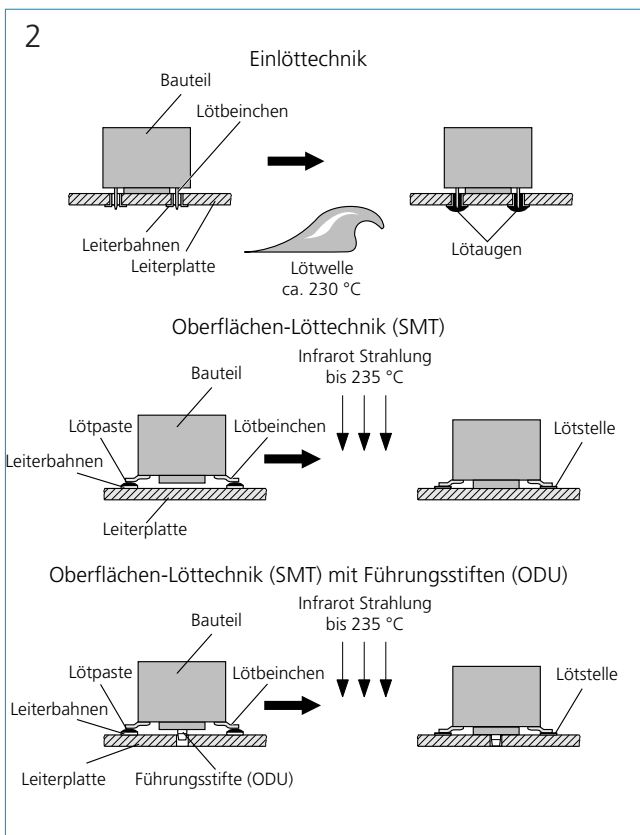 2
Einlöttechnik
Bauteil
Lötbeinchen
Leiterbahnen
Leiterplatte
Lötwelle
ca. 230 °C
Lötaugen
Oberflächen-Löttechnik (SMT)
Infrarot Strahlung
bis 235 °C
Bauteil
Lötpaste
Lötbeinchen
Leiterbahnen
Lötstelle
Leiterplatte
Oberflächen-Löttechnik (SMT) mit Führungsstiften (ODU)
Infrarot Strahlung
bis 235 °C
Bauteil
Lötpaste
Lötbeinchen
Lötstelle
Leiterbahnen
Leiterplatte
Führungsstifte (ODU)